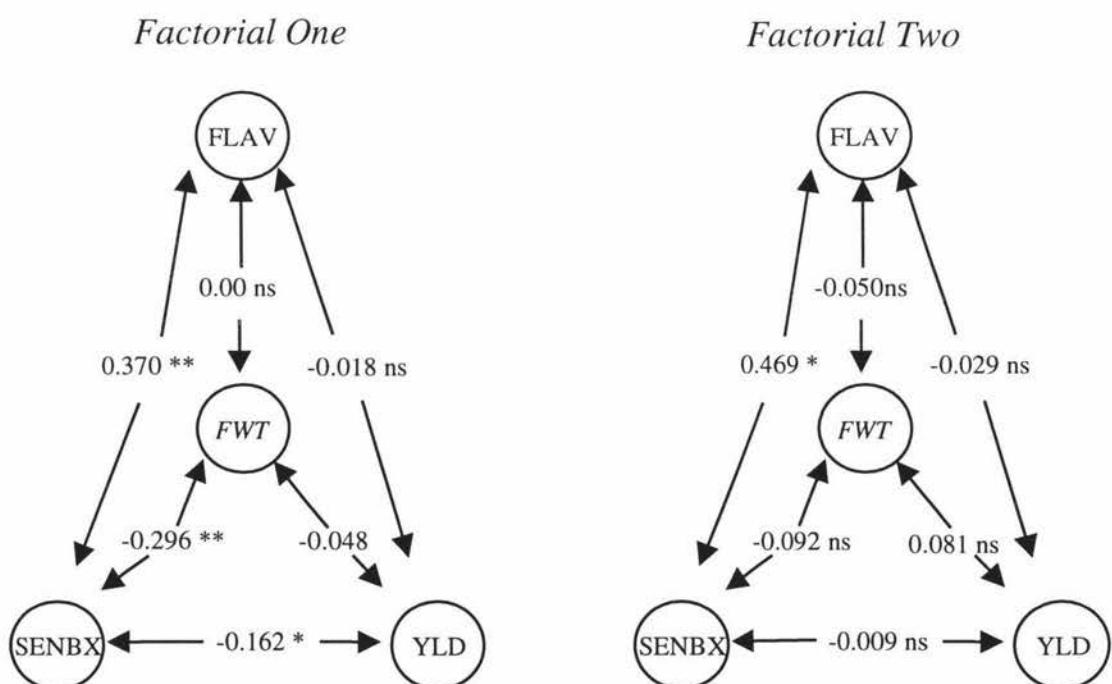 Factorial One
FLAV
0.00 ns
0.370 **
-0.018 ns
FWT
-0.296 **
-0.048
SENBX
-0.162 *
YLD
Factorial Two
FLAV
-0.050ns
0.469 *
-0.029 ns
FWT
-0.092 ns
0.081 ns
SENBX
-0.009 ns
YLD